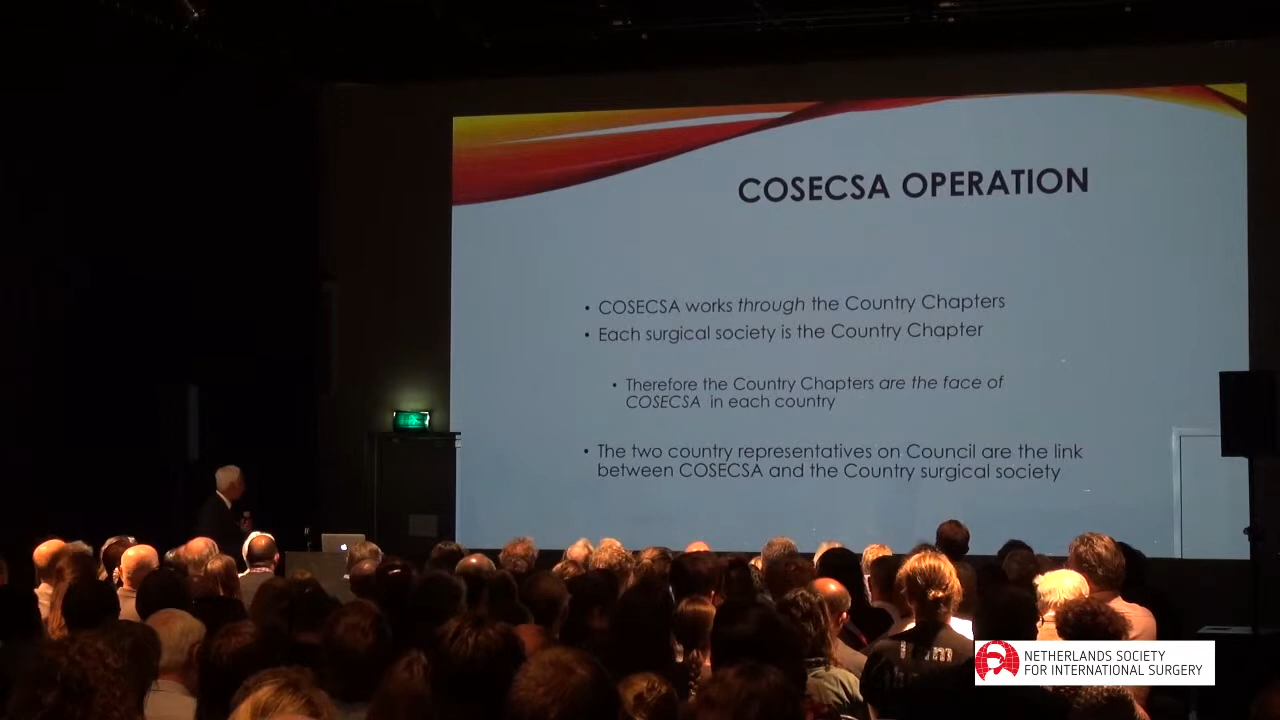 COSECSA OPERATION
• COSECSA works through the Country Chapters
• Each surgical society is the Country Chapter
• Therefore the Country Chapters are the face of
COSECSA in each country
• The two country representatives on Council are the link
between COSECSA and the Country surgical society
NETHERLANDS SOCIETY
FOR INTERNATIONAL SURGERY